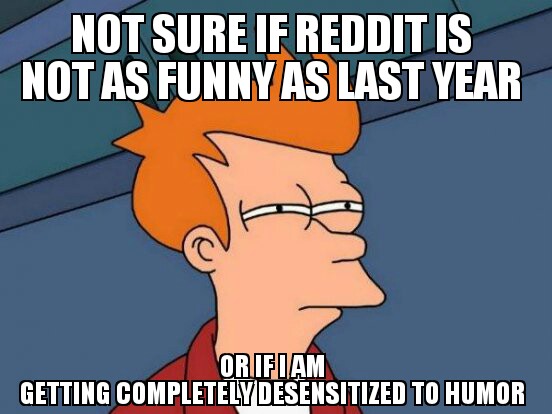 NOT SURE IF REDDIT IS
NOT AS FUNNY AS LAST YEAR
OR IF I AM
GETTING COMPLETELY DESENSITIZED TO HUMOR